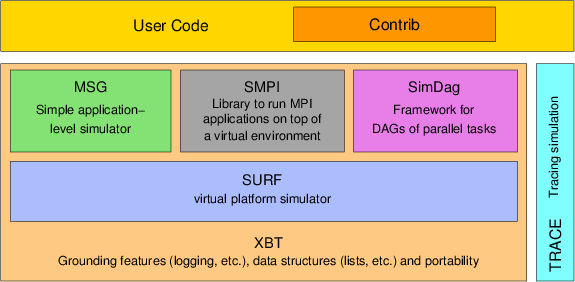 User Code
Contrib
MSG
Simple application–
level simulator
SMPI
Library to run MPI
applications on top of
a virtual environment
SimDag
Framework for
DAGs of parallel tasks
SURF
virtual platform simulator
XBT
Grounding features (logging, etc.), data structures (lists, etc.) and portability
TRACE
Tracing simulation